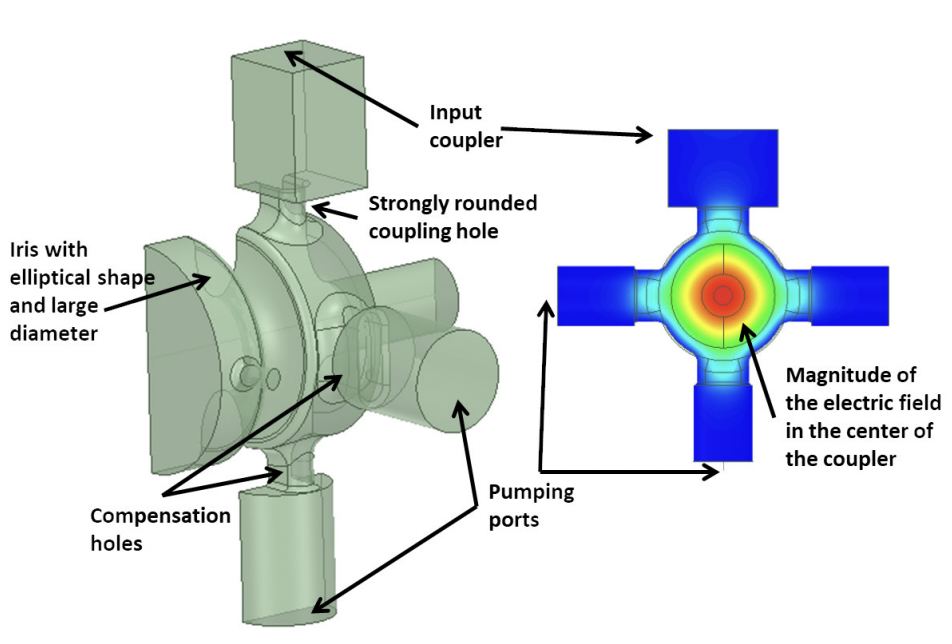 Input
coupler
Strongly rounded
coupling hole
Iris with
elliptical shape
and large
diameter
Magnitude of
the electric field
in the center of
the coupler
Pumping
ports
Compensation
holes